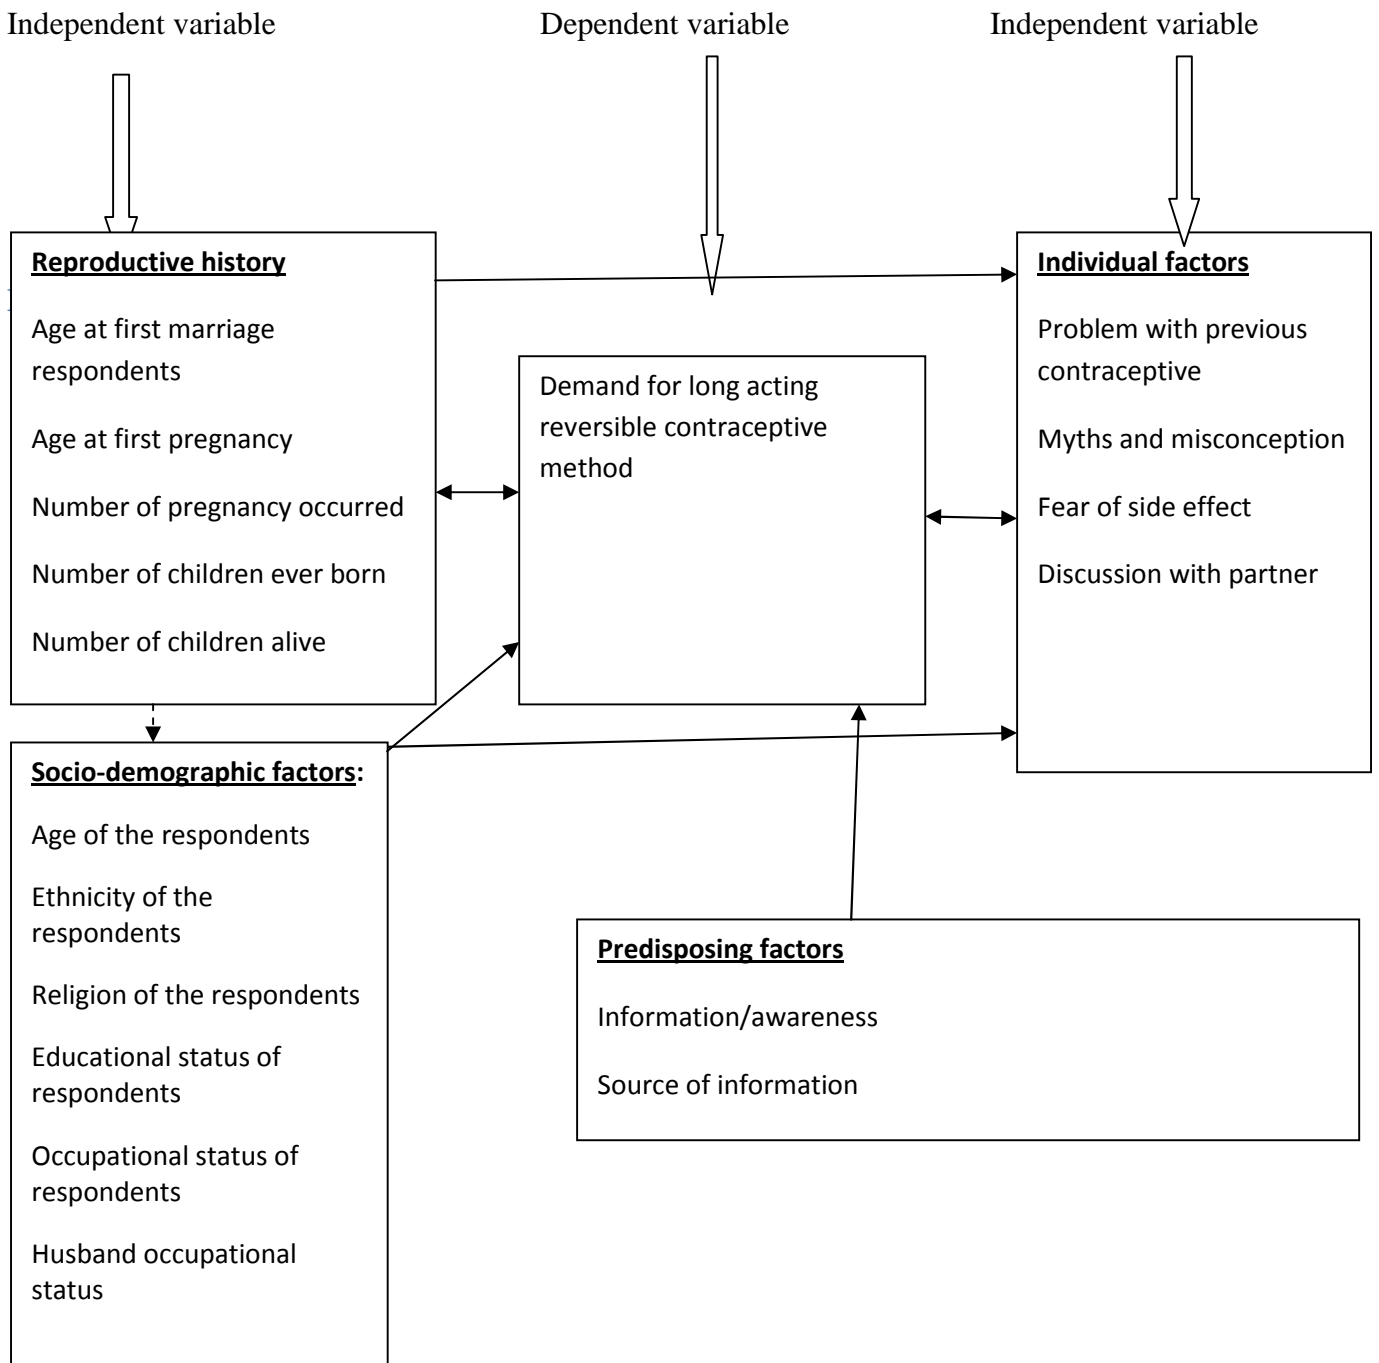 Independent variable
Dependent variable
Independent variable
Reproductive history
Age at first marriage
respondents
Age at first pregnancy
Number of pregnancy occurred
Number of children ever born
Number of children alive
Demand for long acting
reversible contraceptive
method
Individual factors
Problem with previous
contraceptive
Myths and misconception
Fear of side effect
Discussion with partner
Socio-demographic factors:
Age of the respondents
Ethnicity of the
respondents
Religion of the respondents
Educational status of
respondents
Occupational status of
respondents
Husband occupational
status
Predisposing factors
Information/awareness
Source of information